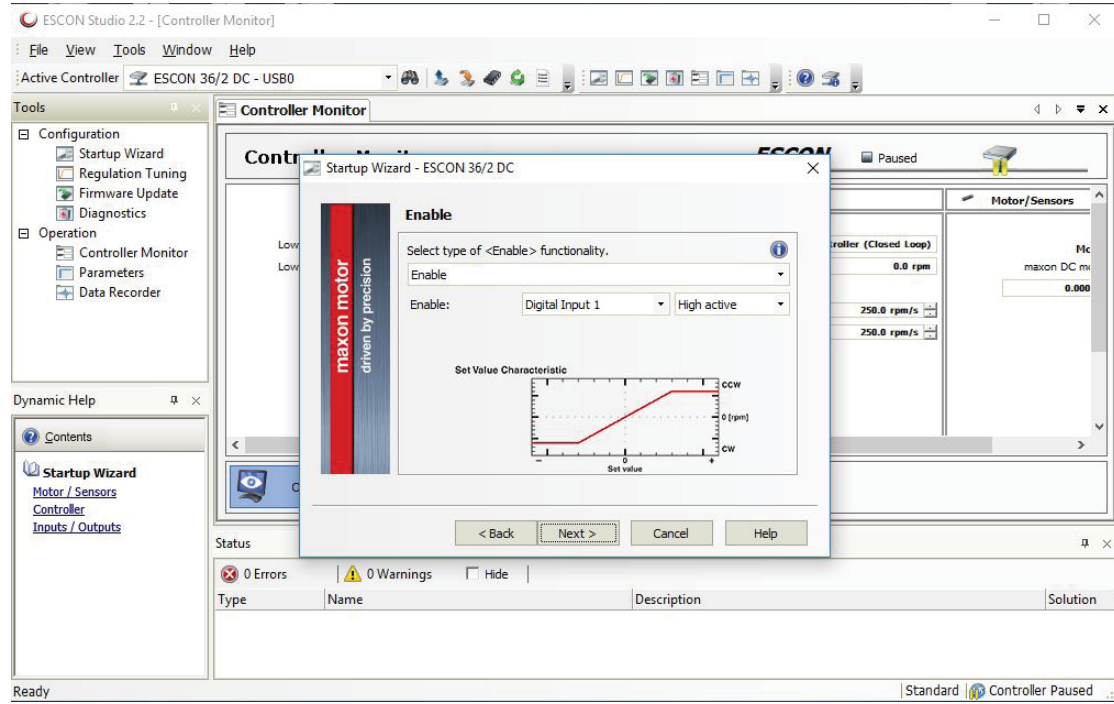 ESCON Studio 2.2 - [Controller Monitor]
File View Tools Window Help
Active Controller ESCON 36/2 DC - USB0
Tools
Controller Monitor
Configuration
Startup Wizard
Regulation Tuning
Firmware Update
Diagnostics
Operation
Controller Monitor
Parameters
Data Recorder
Contr
ESCON
Paused
Motor/Sensors
Low
Low
roller (Closed Loop)
0.0 rpm
250.0 rpm/s
250.0 rpm/s
Mo
maxon DC mo
0.000
Startup Wizard - ESCON 36/2 DC
maxon motor
driven by precision
Enable
Select type of <Enable> functionality.
Enable
Enable: Digital Input 1 High active
Set Value Characteristic
CCW
0 [rpm]
CW
- 0 +
Set value
< Back Next > Cancel Help
Dynamic Help
Contents
Startup Wizard
Motor / Sensors
Controller
Inputs / Outputs
Status
0 Errors 0 Warnings Hide
Type Name Description Solution
Ready Standard Controller Paused